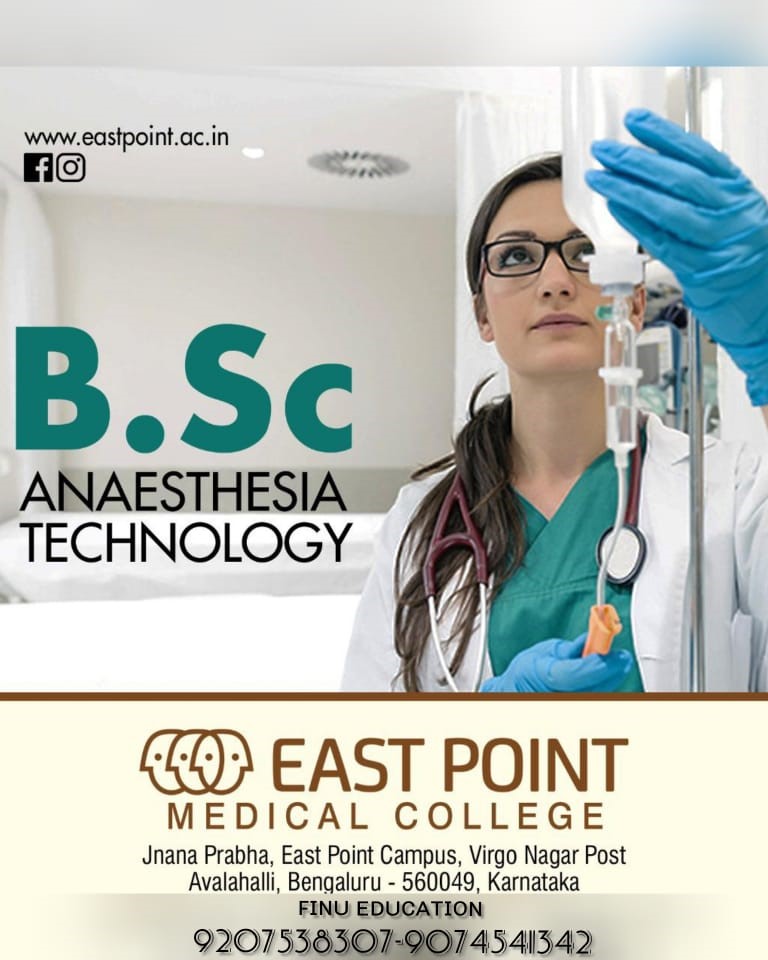 www.eastpoint.ac.in
B.Sc
ANAESTHESIA
TECHNOLOGY
EAST POINT
MEDICAL COLLEGE
Jnana Prabha, East Point Campus, Virgo Nagar Post
Avalahalli, Bengaluru - 560049, Karnataka
FINU EDUCATION
9207538307-9074541342